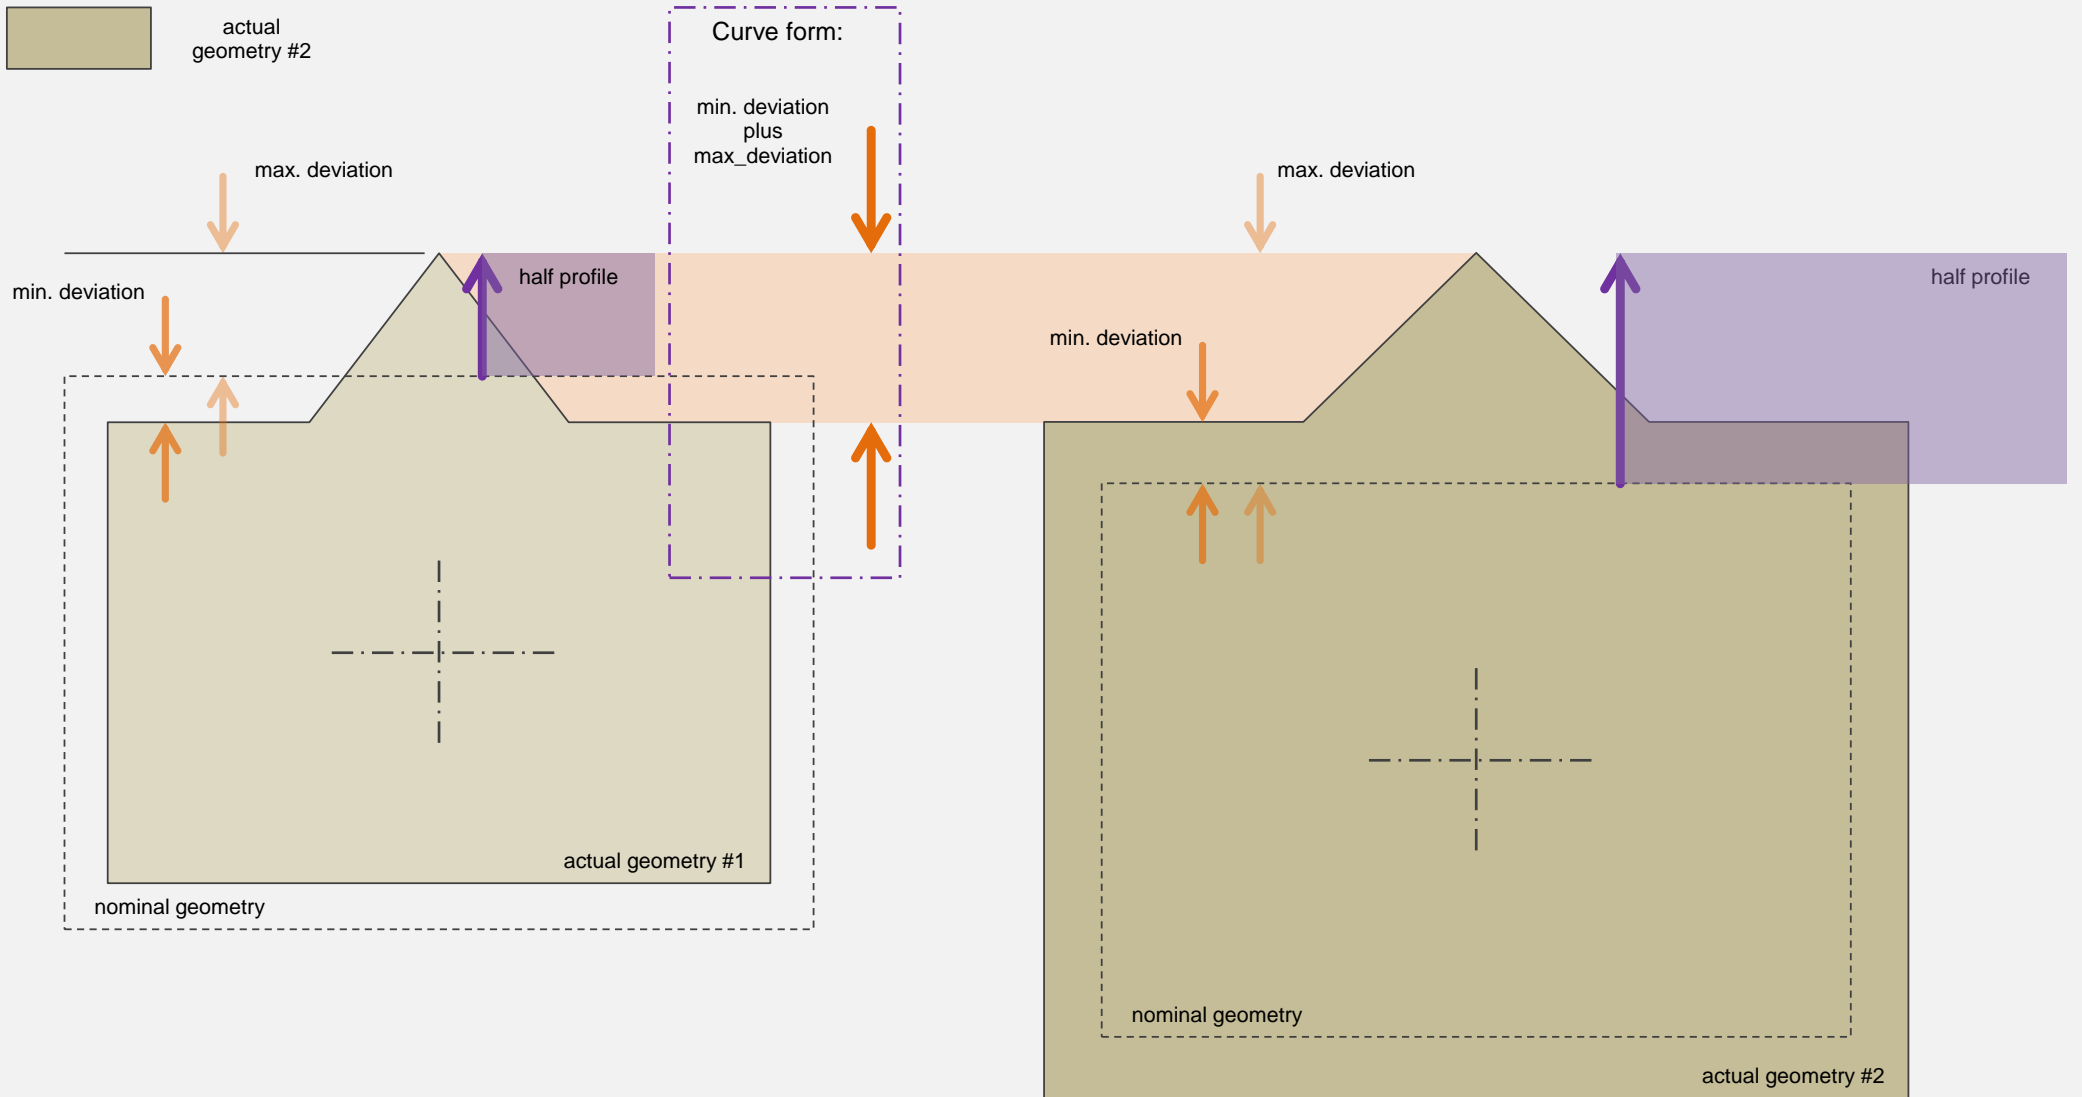 actual
geometry #2
Curve form:
min. deviation
plus
max_deviation
max. deviation
max. deviation
half profile
half profile
min. deviation
min. deviation
actual geometry #1
nominal geometry
nominal geometry
actual geometry #2